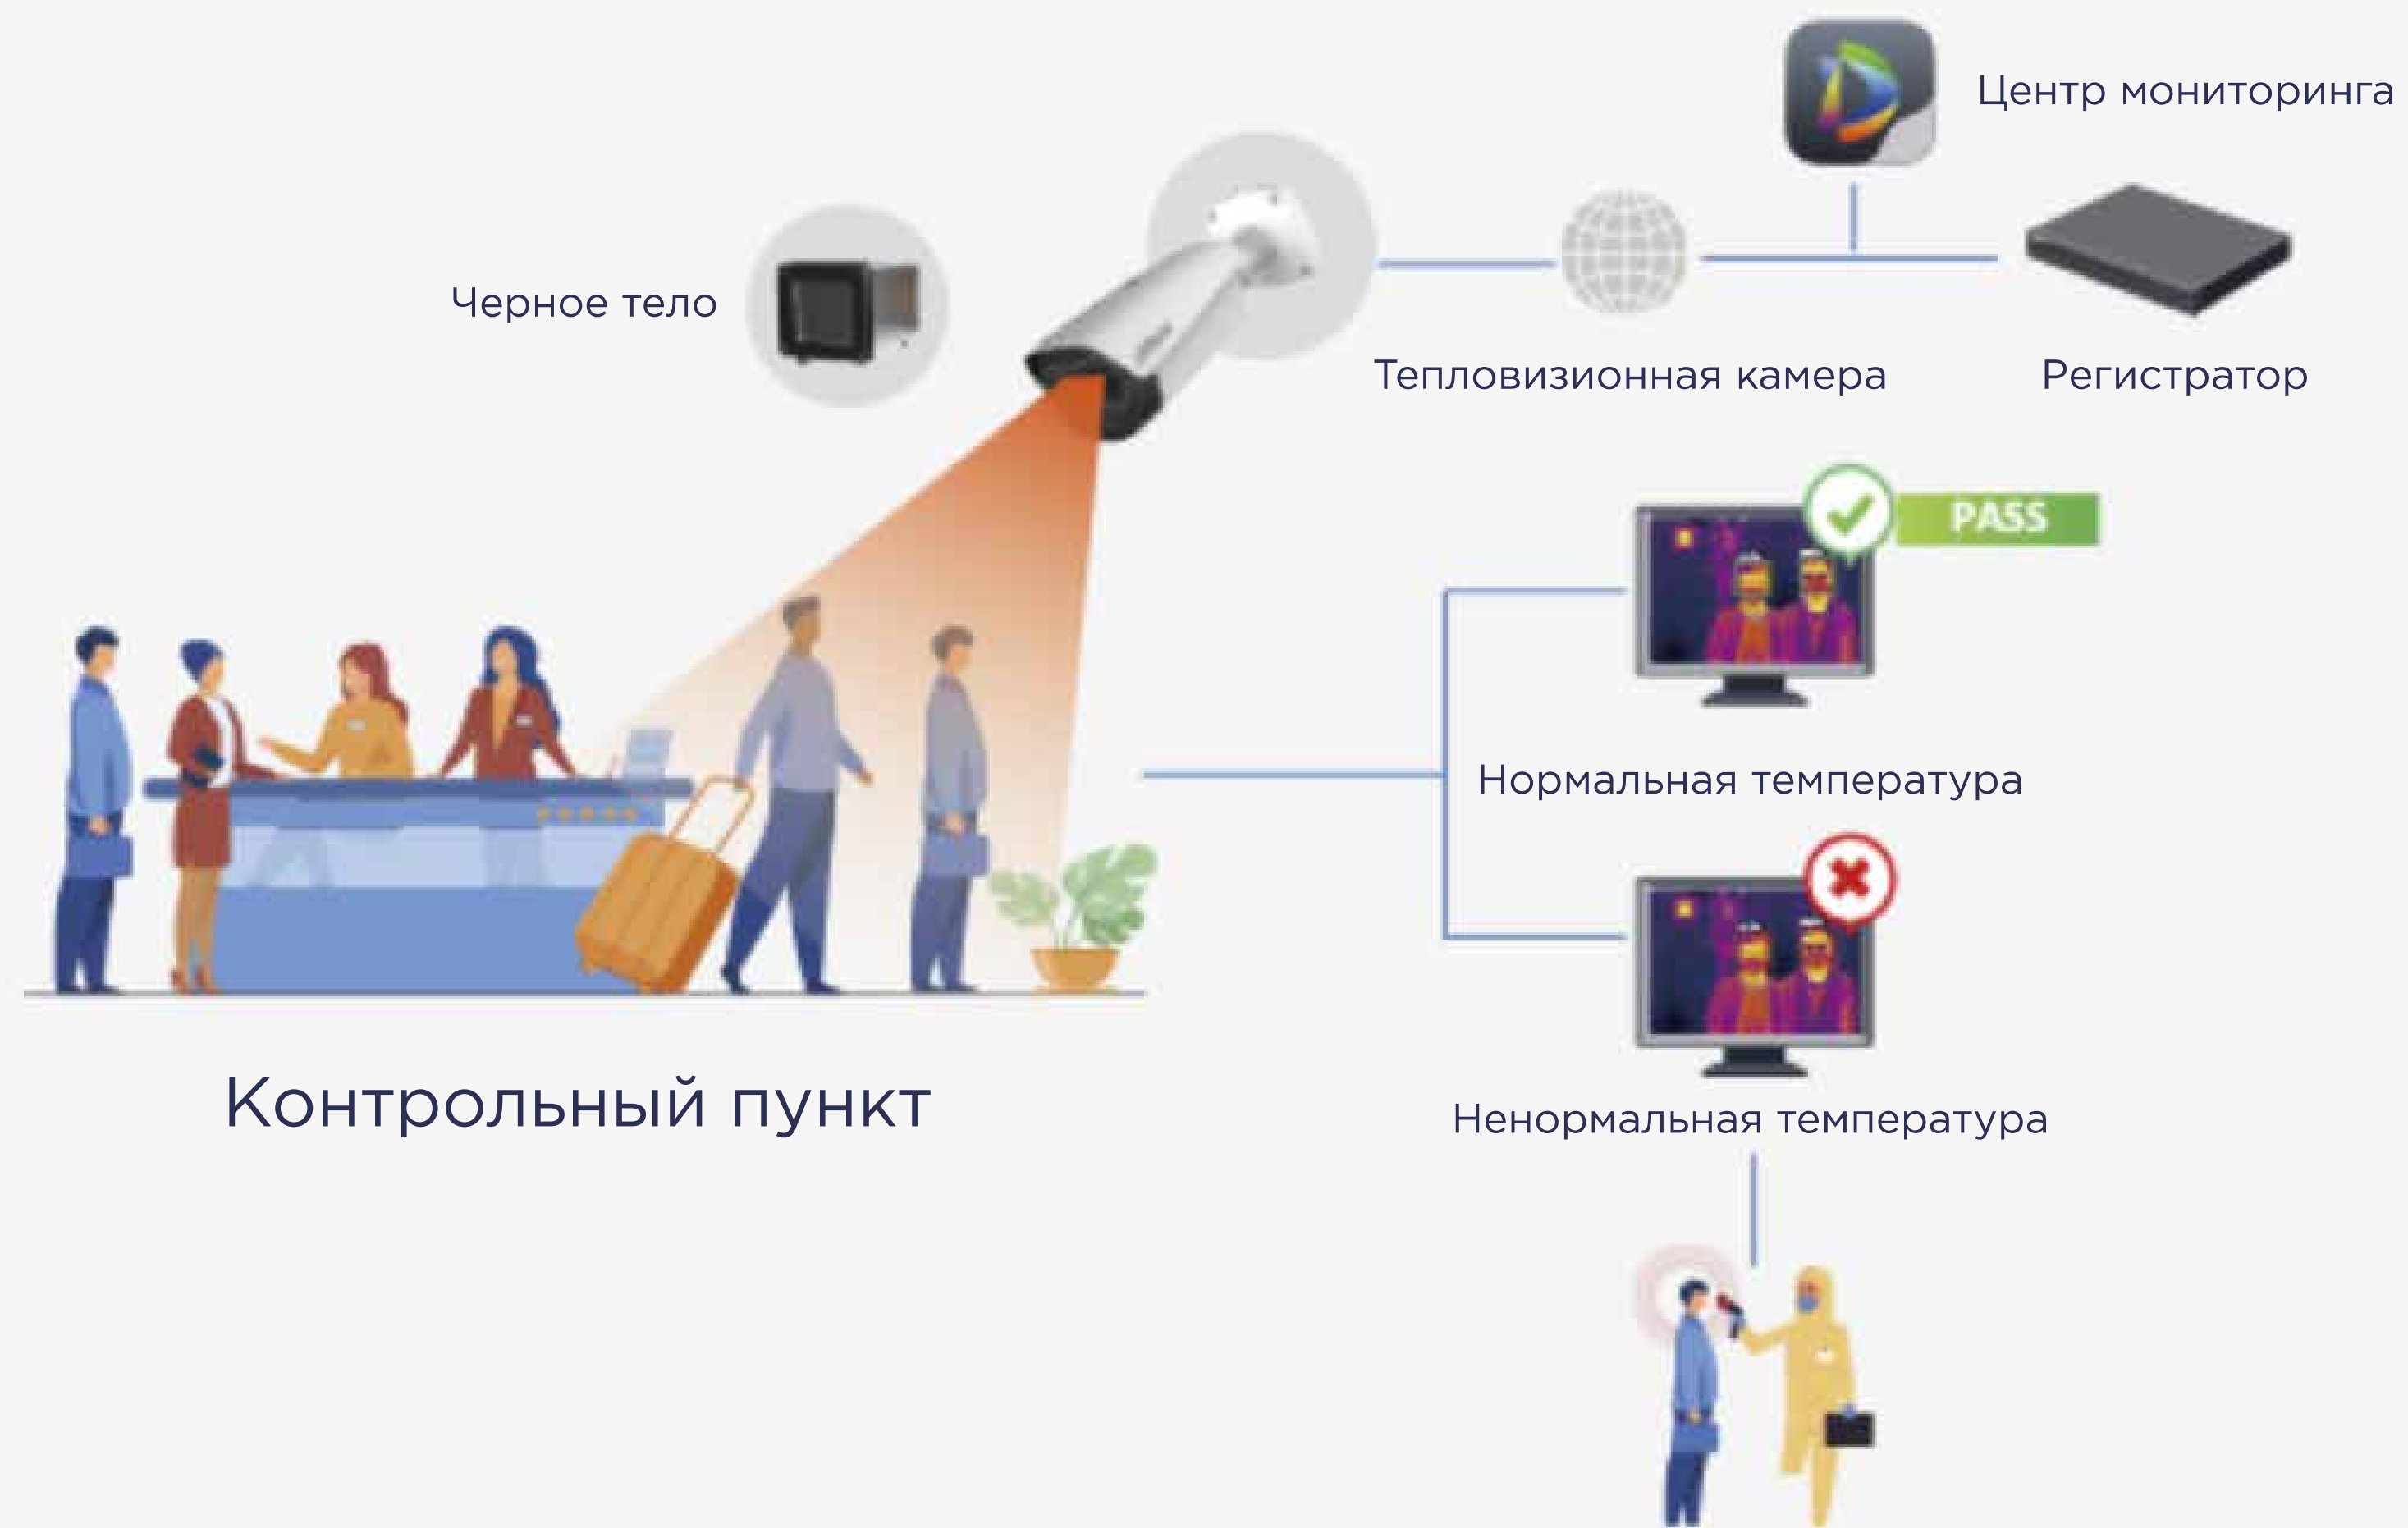 Центр мониторинга
Черное тело
Тепловизионная камера
Регистратор
PASS
Нормальная температура
Контрольный пункт
Ненормальная температура